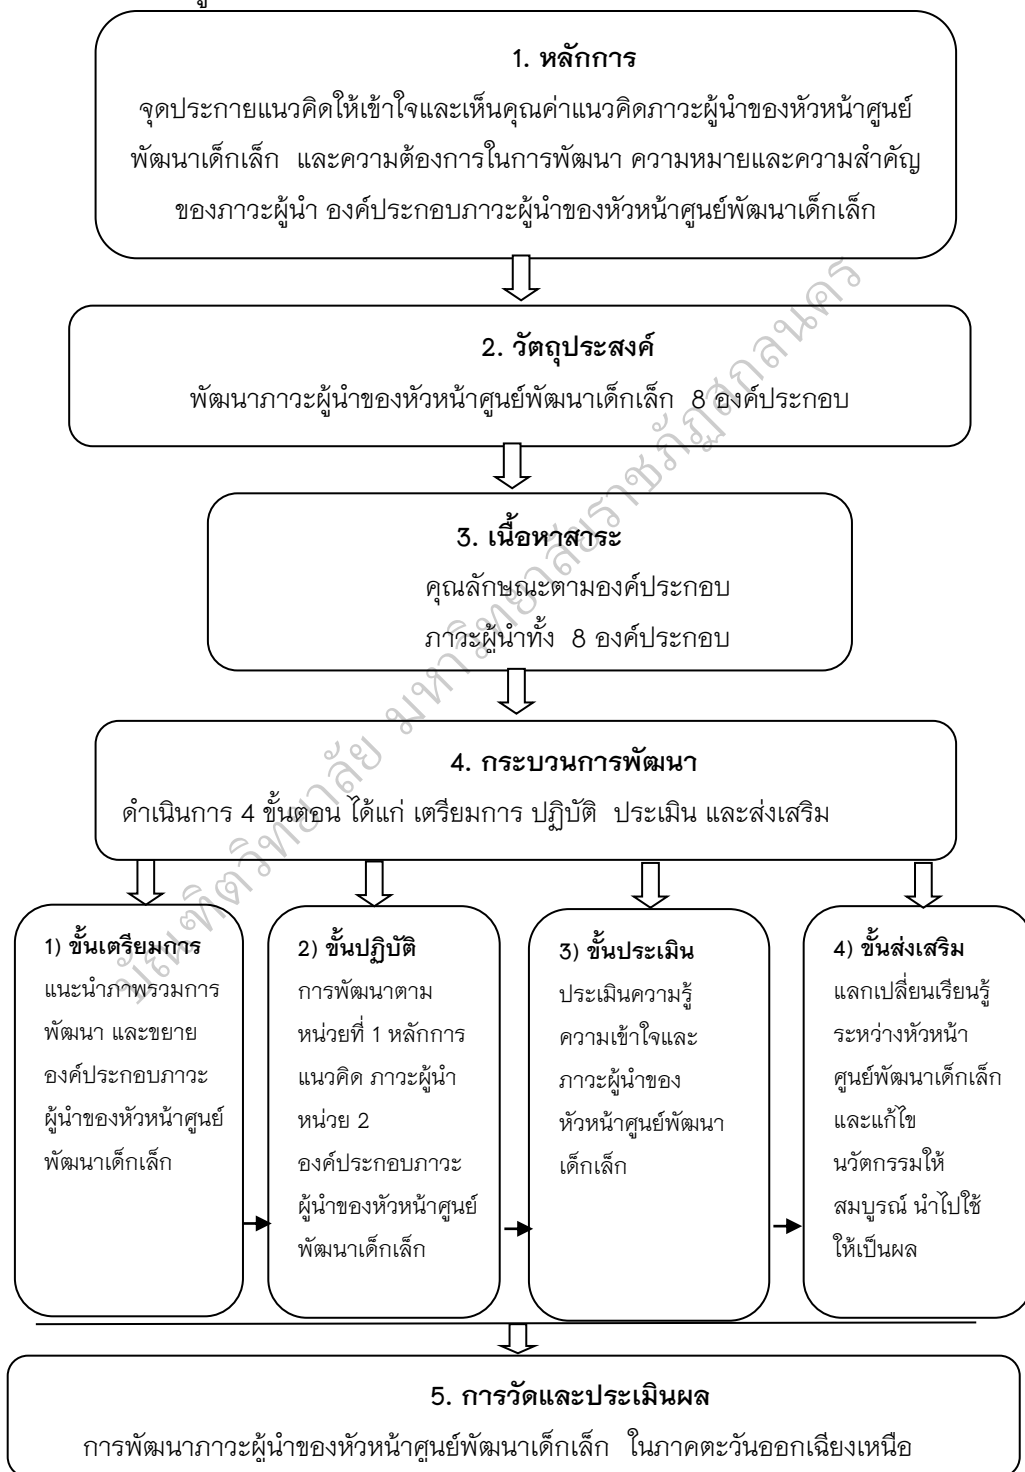 1. หลักการ
จุดประกายแนวคิดให้เข้าใจและเห็นคุณค่าแนวคิดภาวะผู้นำของหัวหน้าศูนย์
พัฒนาเด็กเล็ก และความต้องการในการพัฒนา ความหมายและความสำคัญ
ของภาวะผู้นำ องค์ประกอบภาวะผู้นำของหัวหน้าศูนย์พัฒนาเด็กเล็ก
2. วัตถุประสงค์
พัฒนาภาวะผู้นำของหัวหน้าศูนย์พัฒนาเด็กเล็ก 8 องค์ประกอบ
3. เนื้อหาสาระ
คุณลักษณะตามองค์ประกอบ
ภาวะผู้นำทั้ง 8 องค์ประกอบ
4. กระบวนการพัฒนา
ดำเนินการ 4 ขั้นตอน ได้แก่ เตรียมการ ปฏิบัติ ประเมิน และส่งเสริม
1) ขั้นเตรียมการ
แนะนำภาพรวมการ
พัฒนา และขยาย
องค์ประกอบภาวะ
ผู้นำของหัวหน้าศูนย์
พัฒนาเด็กเล็ก
2) ขั้นปฏิบัติ
การพัฒนาตาม
หน่วยที่ 1 หลักการ
แนวคิด ภาวะผู้นำ
หน่วย 2
องค์ประกอบภาวะ
ผู้นำของหัวหน้าศูนย์
พัฒนาเด็กเล็ก
3) ขั้นประเมิน
ประเมินความรู้
ความเข้าใจและ
ภาวะผู้นำของ
หัวหน้าศูนย์พัฒนา
เด็กเล็ก
4) ขั้นส่งเสริม
แลกเปลี่ยนเรียนรู้
ระหว่างหัวหน้า
ศูนย์พัฒนาเด็กเล็ก
และแก้ไข
นวัตกรรมให้
สมบูรณ์ นำไปใช้
ให้เป็นผล
5. การวัดและประเมินผล
การพัฒนาภาวะผู้นำของหัวหน้าศูนย์พัฒนาเด็กเล็ก ในภาคตะวันออกเฉียงเหนือ
บัณฑิตวิทยาลัย มหาวิทยาลัยราชภัฏสกลนคร